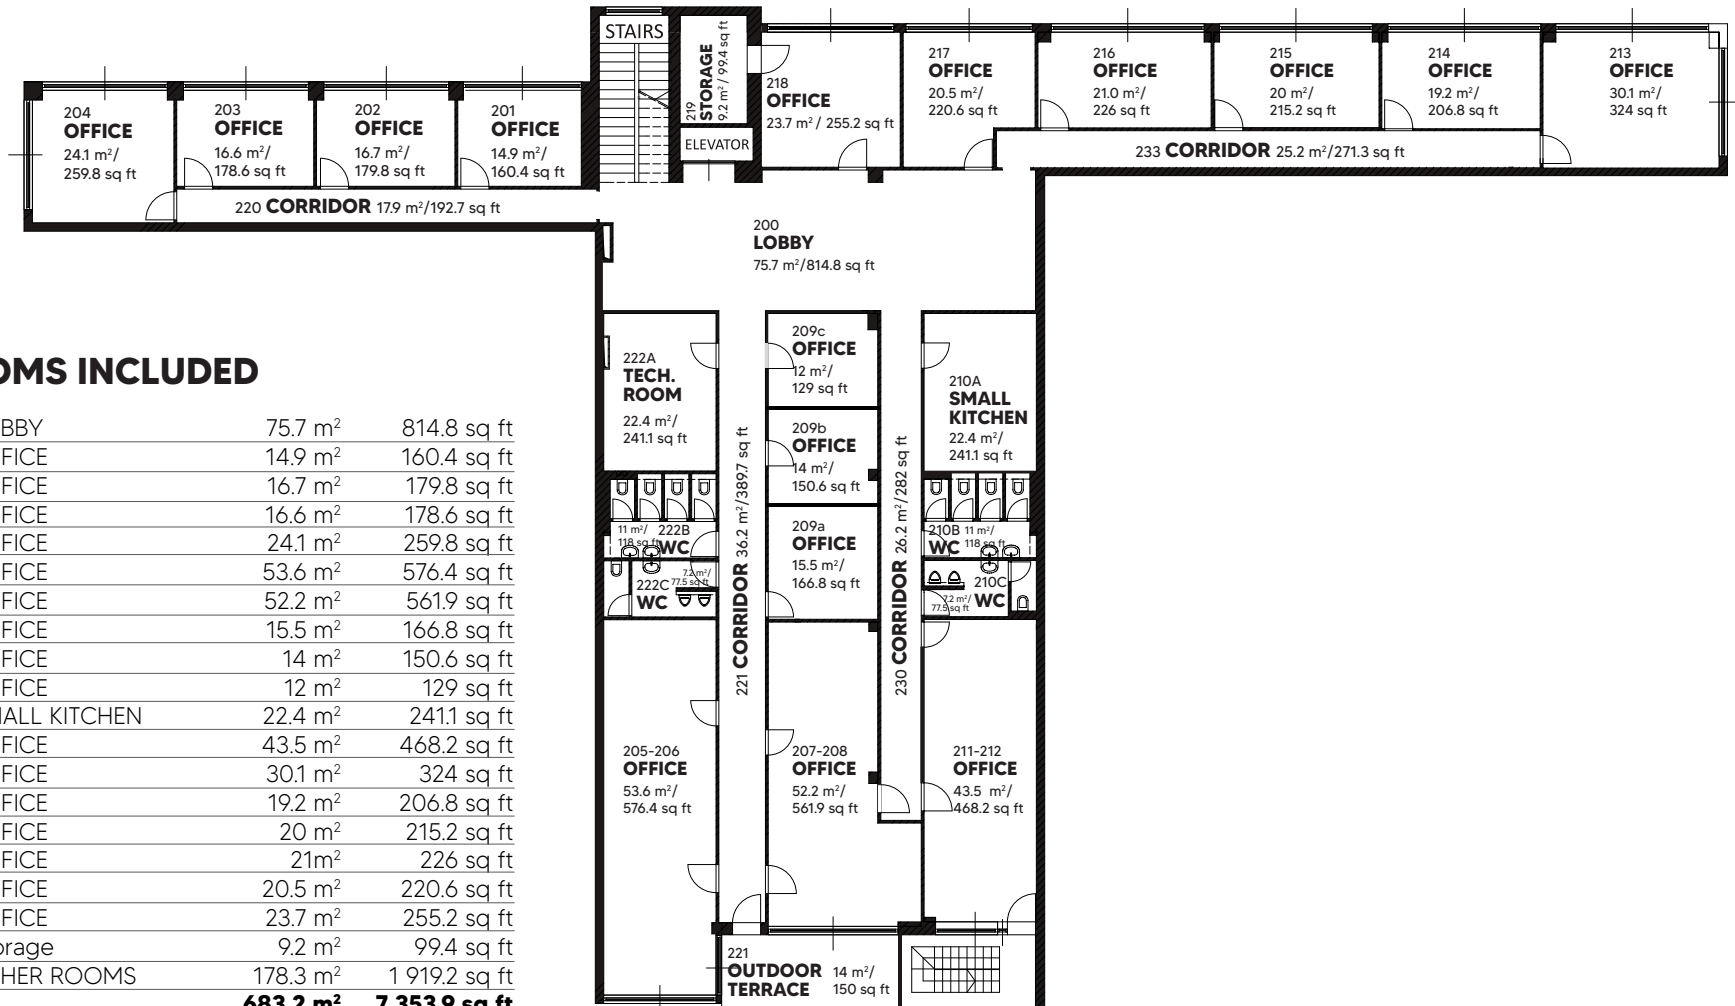 STAIRS
219
STORAGE
9.2 m²/ 99.4 sq ft
ELEVATOR
204
OFFICE
24.1 m²/
259.8 sq ft
203
OFFICE
16.6 m²/
178.6 sq ft
202
OFFICE
16.7 m²/
179.8 sq ft
201
OFFICE
14.9 m²/
160.4 sq ft
218
OFFICE
23.7 m² / 255.2 sq ft
217
OFFICE
20.5 m²/
220.6 sq ft
216
OFFICE
21.0 m²/
226 sq ft
215
OFFICE
20 m²/
215.2 sq ft
214
OFFICE
19.2 m²/
206.8 sq ft
213
OFFICE
30.1 m²/
324 sq ft
233 CORRIDOR 25.2 m²/271.3 sq ft
220 CORRIDOR 17.9 m²/192.7 sq ft
200
LOBBY
75.7 m²/814.8 sq ft
222A
TECH.
ROOM
22.4 m²/
241.1 sq ft
209c
OFFICE
12 m²/
129 sq ft
209b
OFFICE
14 m²/
150.6 sq ft
209a
OFFICE
15.5 m²/
166.8 sq ft
210A
SMALL
KITCHEN
22.4 m²/
241.1 sq ft
221 CORRIDOR 36.2 m²/389.7 sq ft
230 CORRIDOR 26.2 m²/282 sq ft
11 m²/
118 sq ft
222B
WC
7.2 m²/
77.5 sq ft
222C
WC
210B
WC
11 m²/
118 sq ft
210C
WC
7.2 m²/
77.5 sq ft
205-206
OFFICE
53.6 m²/
576.4 sq ft
207-208
OFFICE
52.2 m²/
561.9 sq ft
211-212
OFFICE
43.5 m²/
468.2 sq ft
221
OUTDOOR
TERRACE
14 m²/
150 sq ft
OMS INCLUDED
BBY 75.7 m² 814.8 sq ft
FICE 14.9 m² 160.4 sq ft
FICE 16.7 m² 179.8 sq ft
FICE 16.6 m² 178.6 sq ft
FICE 24.1 m² 259.8 sq ft
FICE 53.6 m² 576.4 sq ft
FICE 52.2 m² 561.9 sq ft
FICE 15.5 m² 166.8 sq ft
FICE 14 m² 150.6 sq ft
FICE 12 m² 129 sq ft
ALL KITCHEN 22.4 m² 241.1 sq ft
FICE 43.5 m² 468.2 sq ft
FICE 30.1 m² 324 sq ft
FICE 19.2 m² 206.8 sq ft
FICE 20 m² 215.2 sq ft
FICE 21m² 226 sq ft
FICE 20.5 m² 220.6 sq ft
FICE 23.7 m² 255.2 sq ft
orage 9.2 m² 99.4 sq ft
HER ROOMS 178.3 m² 1 919.2 sq ft
683.2 m² 7 353.9 sq ft